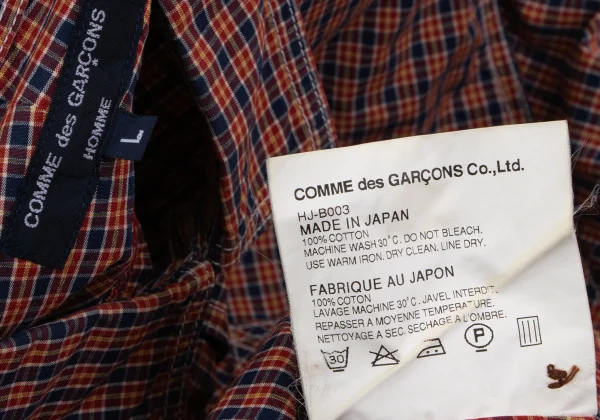 COMME des GARÇONS
HOMME
L
COMME des GARÇONS Co.,Ltd.
HJ-B003
MADE IN JAPAN
100% COTTON
MACHINE WASH 30°C. DO NOT BLEACH.
USE WARM IRON. DRY CLEAN. LINE DRY.
FABRIQUE AU JAPON
100% COTON
LAVAGE MACHINE 30°C. JAVEL INTERDIT.
REPASSER A MOYENNE TEMPERATURE.
NETTOYAGE A SEC. SECHAGE A L'OMBRE.
30 P